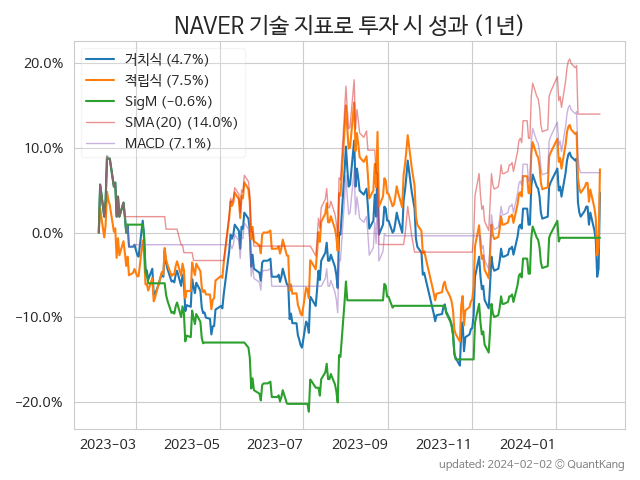 NAVER 기술 지표로 투자 시 성과 (1년)
거치식 (4.7%)
적립식 (7.5%)
SigM (−0.6%)
SMA(20) (14.0%)
MACD (7.1%)
20.0%
10.0%
0.0%
−10.0%
−20.0%
2023-03 2023-05 2023-07 2023-09 2023-11 2024-01
updated: 2024-02-02 © QuantKang